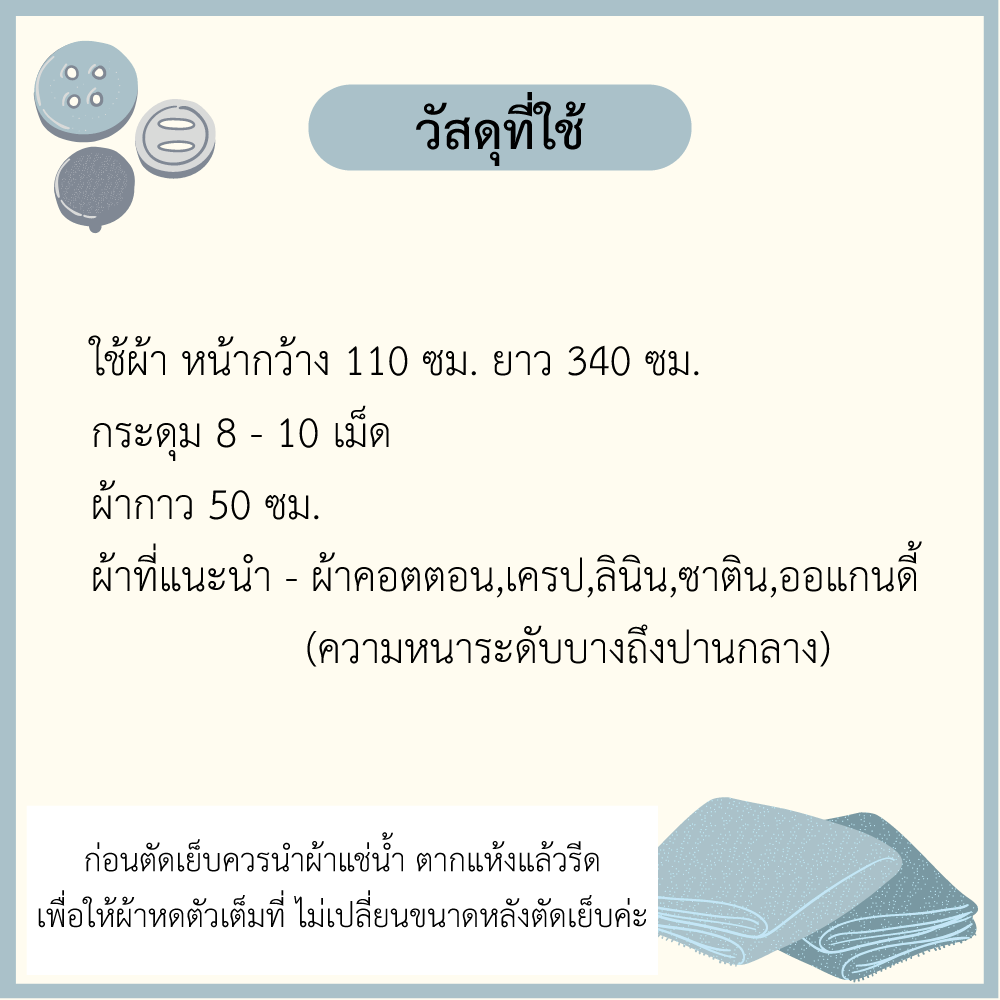 วัสดุที่ใช้
ใช้ผ้า หน้ากว้าง 110 ซม. ยาว 340 ซม.
กระดุม 8 - 10 เม็ด
ผ้ากาว 50 ซม.
ผ้าที่แนะนำ - ผ้าคอตตอน,เครป,ลินิน,ซาติน,ออแกนดี้
(ความหนาระดับบางถึงปานกลาง)
ก่อนตัดเย็บควรนำผ้าแช่น้ำ ตากแห้งแล้วรีด
เพื่อให้ผ้าหดตัวเต็มที่ ไม่เปลี่ยนขนาดหลังตัดเย็บค่ะ